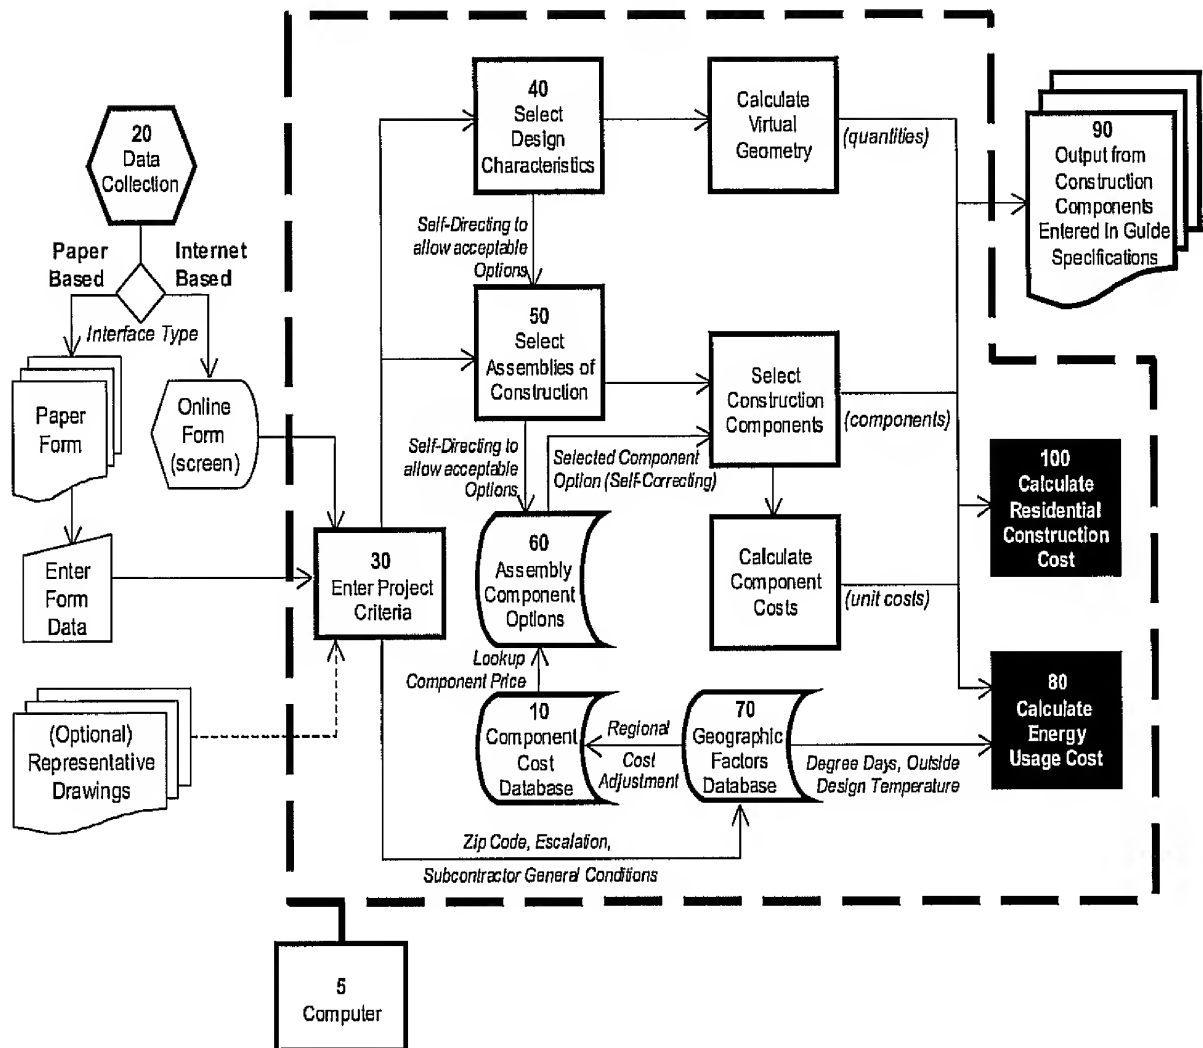 20
Data
Collection
Paper
Based
Internet
Based
Interface Type
Paper
Form
Online
Form
(screen)
Enter
Form
Data
(Optional)
Representative
Drawings
30
Enter Project
Criteria
40
Select
Design
Characteristics
Calculate
Virtual
Geometry
(quantities)
Self-Directing to
allow acceptable
Options
50
Select
Assemblies of
Construction
Select
Construction
Components
(components)
Self-Directing to
allow acceptable
Options
Selected Component
Option (Self-Correcting)
60
Assembly
Component
Options
Calculate
Component
Costs
(unit costs)
Lookup
Component Price
10
Component
Cost
Database
Regional
Cost
Adjustment
70
Geographic
Factors
Database
Degree Days, Outside
Design Temperature
Zip Code, Escalation,
Subcontractor General Conditions
90
Output from
Construction
Components
Entered In Guide
Specifications
100
Calculate
Residential
Construction
Cost
80
Calculate
Energy
Usage Cost
5
Computer